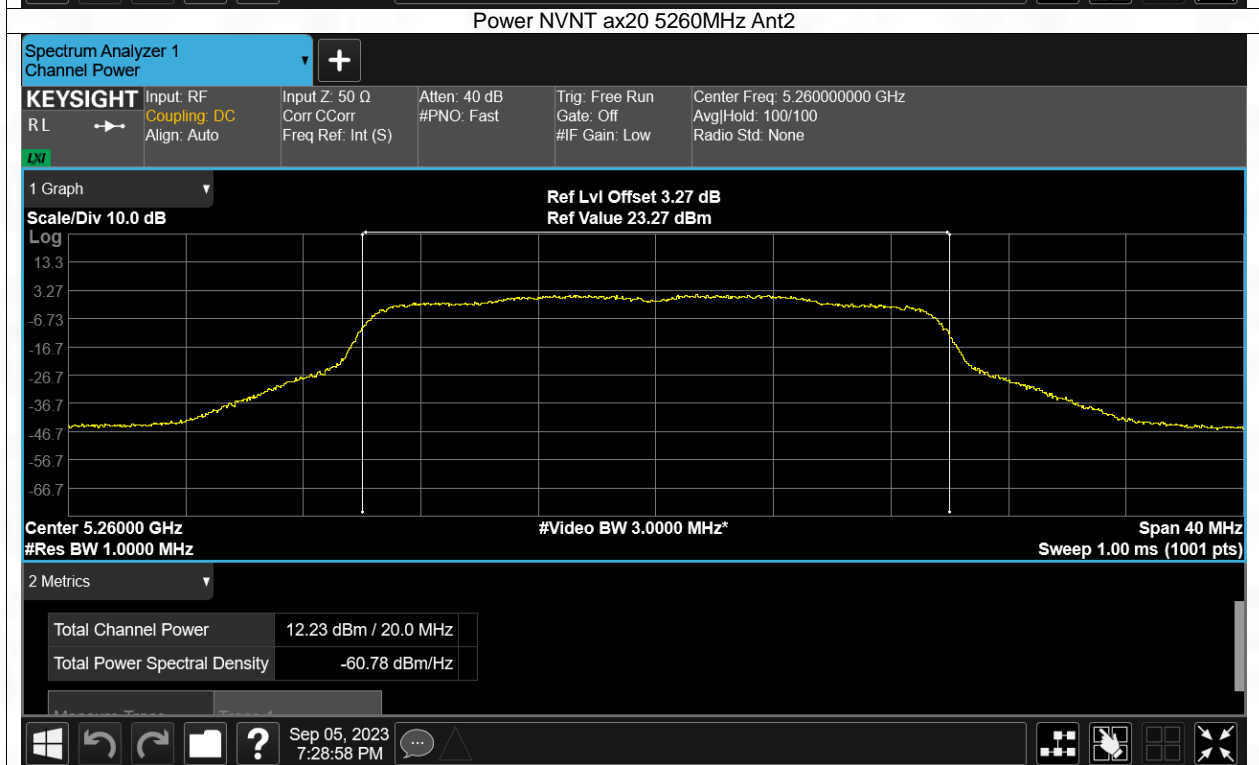 Power NVNT ax20 5260MHz Ant2
Spectrum Analyzer 1
Channel Power
+
KEYSIGHT
RL
LXI
Input: RF
Coupling: DC
Align: Auto
Input Z: 50 Ω
Corr CCorr
Freq Ref: Int (S)
Atten: 40 dB
#PNO: Fast
Trig: Free Run
Gate: Off
#IF Gain: Low
Center Freq: 5.260000000 GHz
Avg|Hold: 100/100
Radio Std: None
1 Graph
Scale/Div 10.0 dB
Ref Lvl Offset 3.27 dB
Ref Value 23.27 dBm
Log
13.3
3.27
-6.73
-16.7
-26.7
-36.7
-46.7
-56.7
-66.7
Center 5.26000 GHz
#Video BW 3.0000 MHz*
Span 40 MHz
#Res BW 1.0000 MHz
Sweep 1.00 ms (1001 pts)
2 Metrics
Total Channel Power 12.23 dBm / 20.0 MHz
Total Power Spectral Density -60.78 dBm/Hz
?
Sep 05, 2023
7:28:58 PM